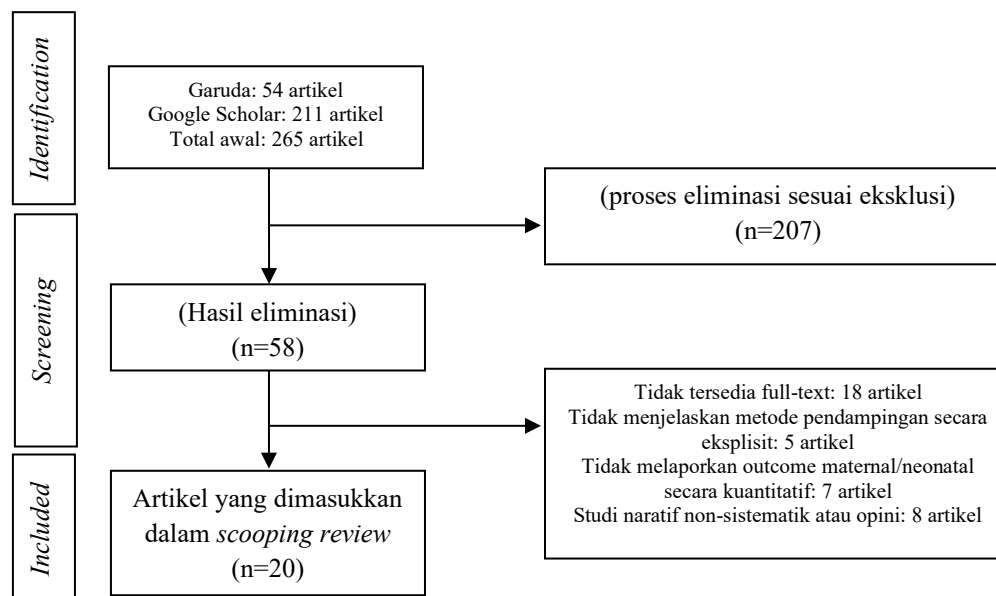 Identification
Garuda: 54 artikel
Google Scholar: 211 artikel
Total awal: 265 artikel
(proses eliminasi sesuai eksklusi)
(n=207)
Screening
(Hasil eliminasi)
(n=58)
Tidak tersedia full-text: 18 artikel
Tidak menjelaskan metode pendampingan secara
eksplisit: 5 artikel
Tidak melaporkan outcome maternal/neonatal
secara kuantitatif: 7 artikel
Studi naratif non-sistematik atau opini: 8 artikel
Included
Artikel yang dimasukkan
dalam scooping review
(n=20)